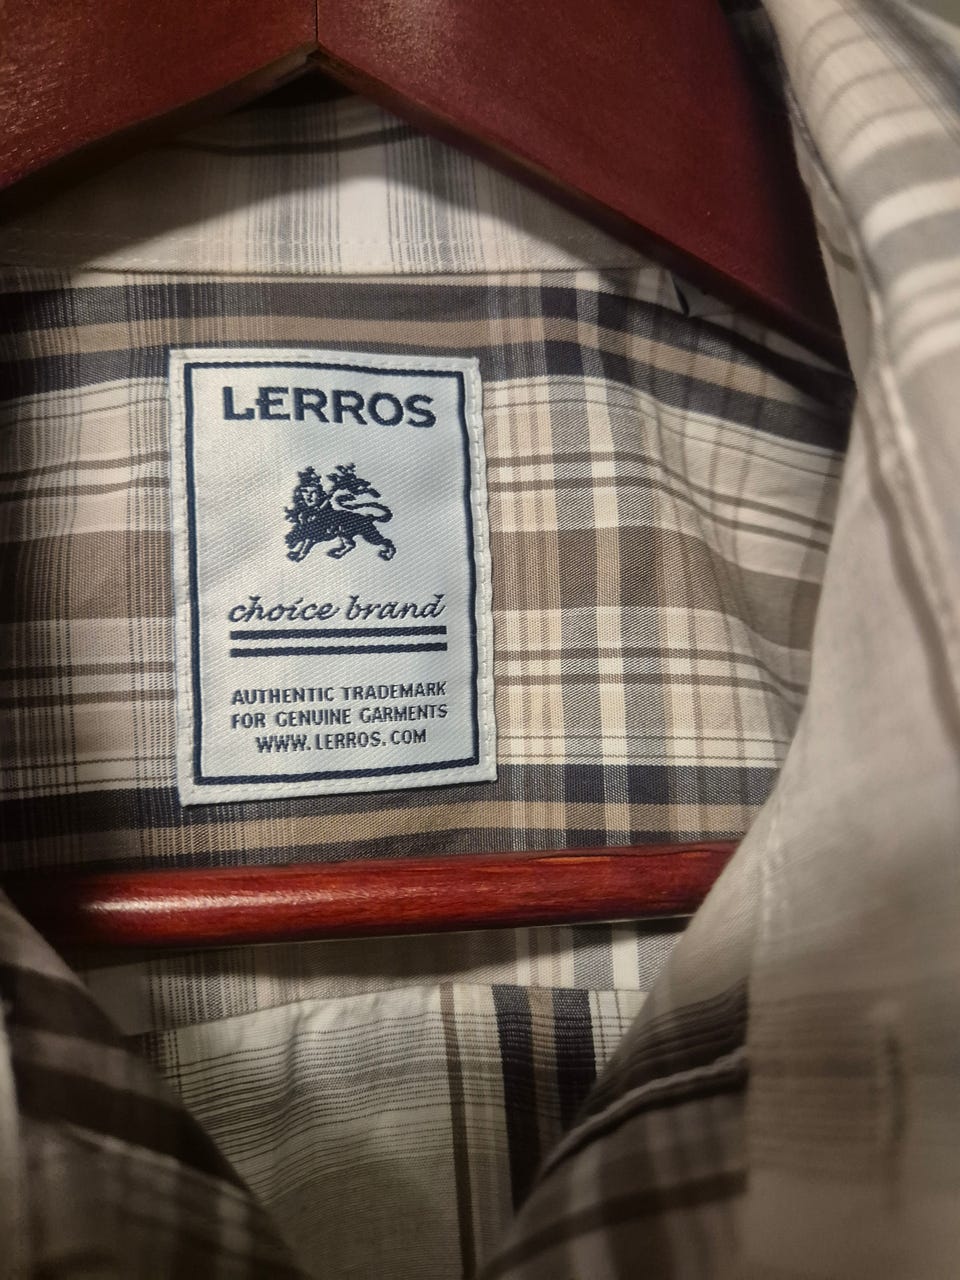 LERROS
choice brand
AUTHENTIC TRADEMARK
FOR GENUINE GARMENTS
WWW.LERROS.COM